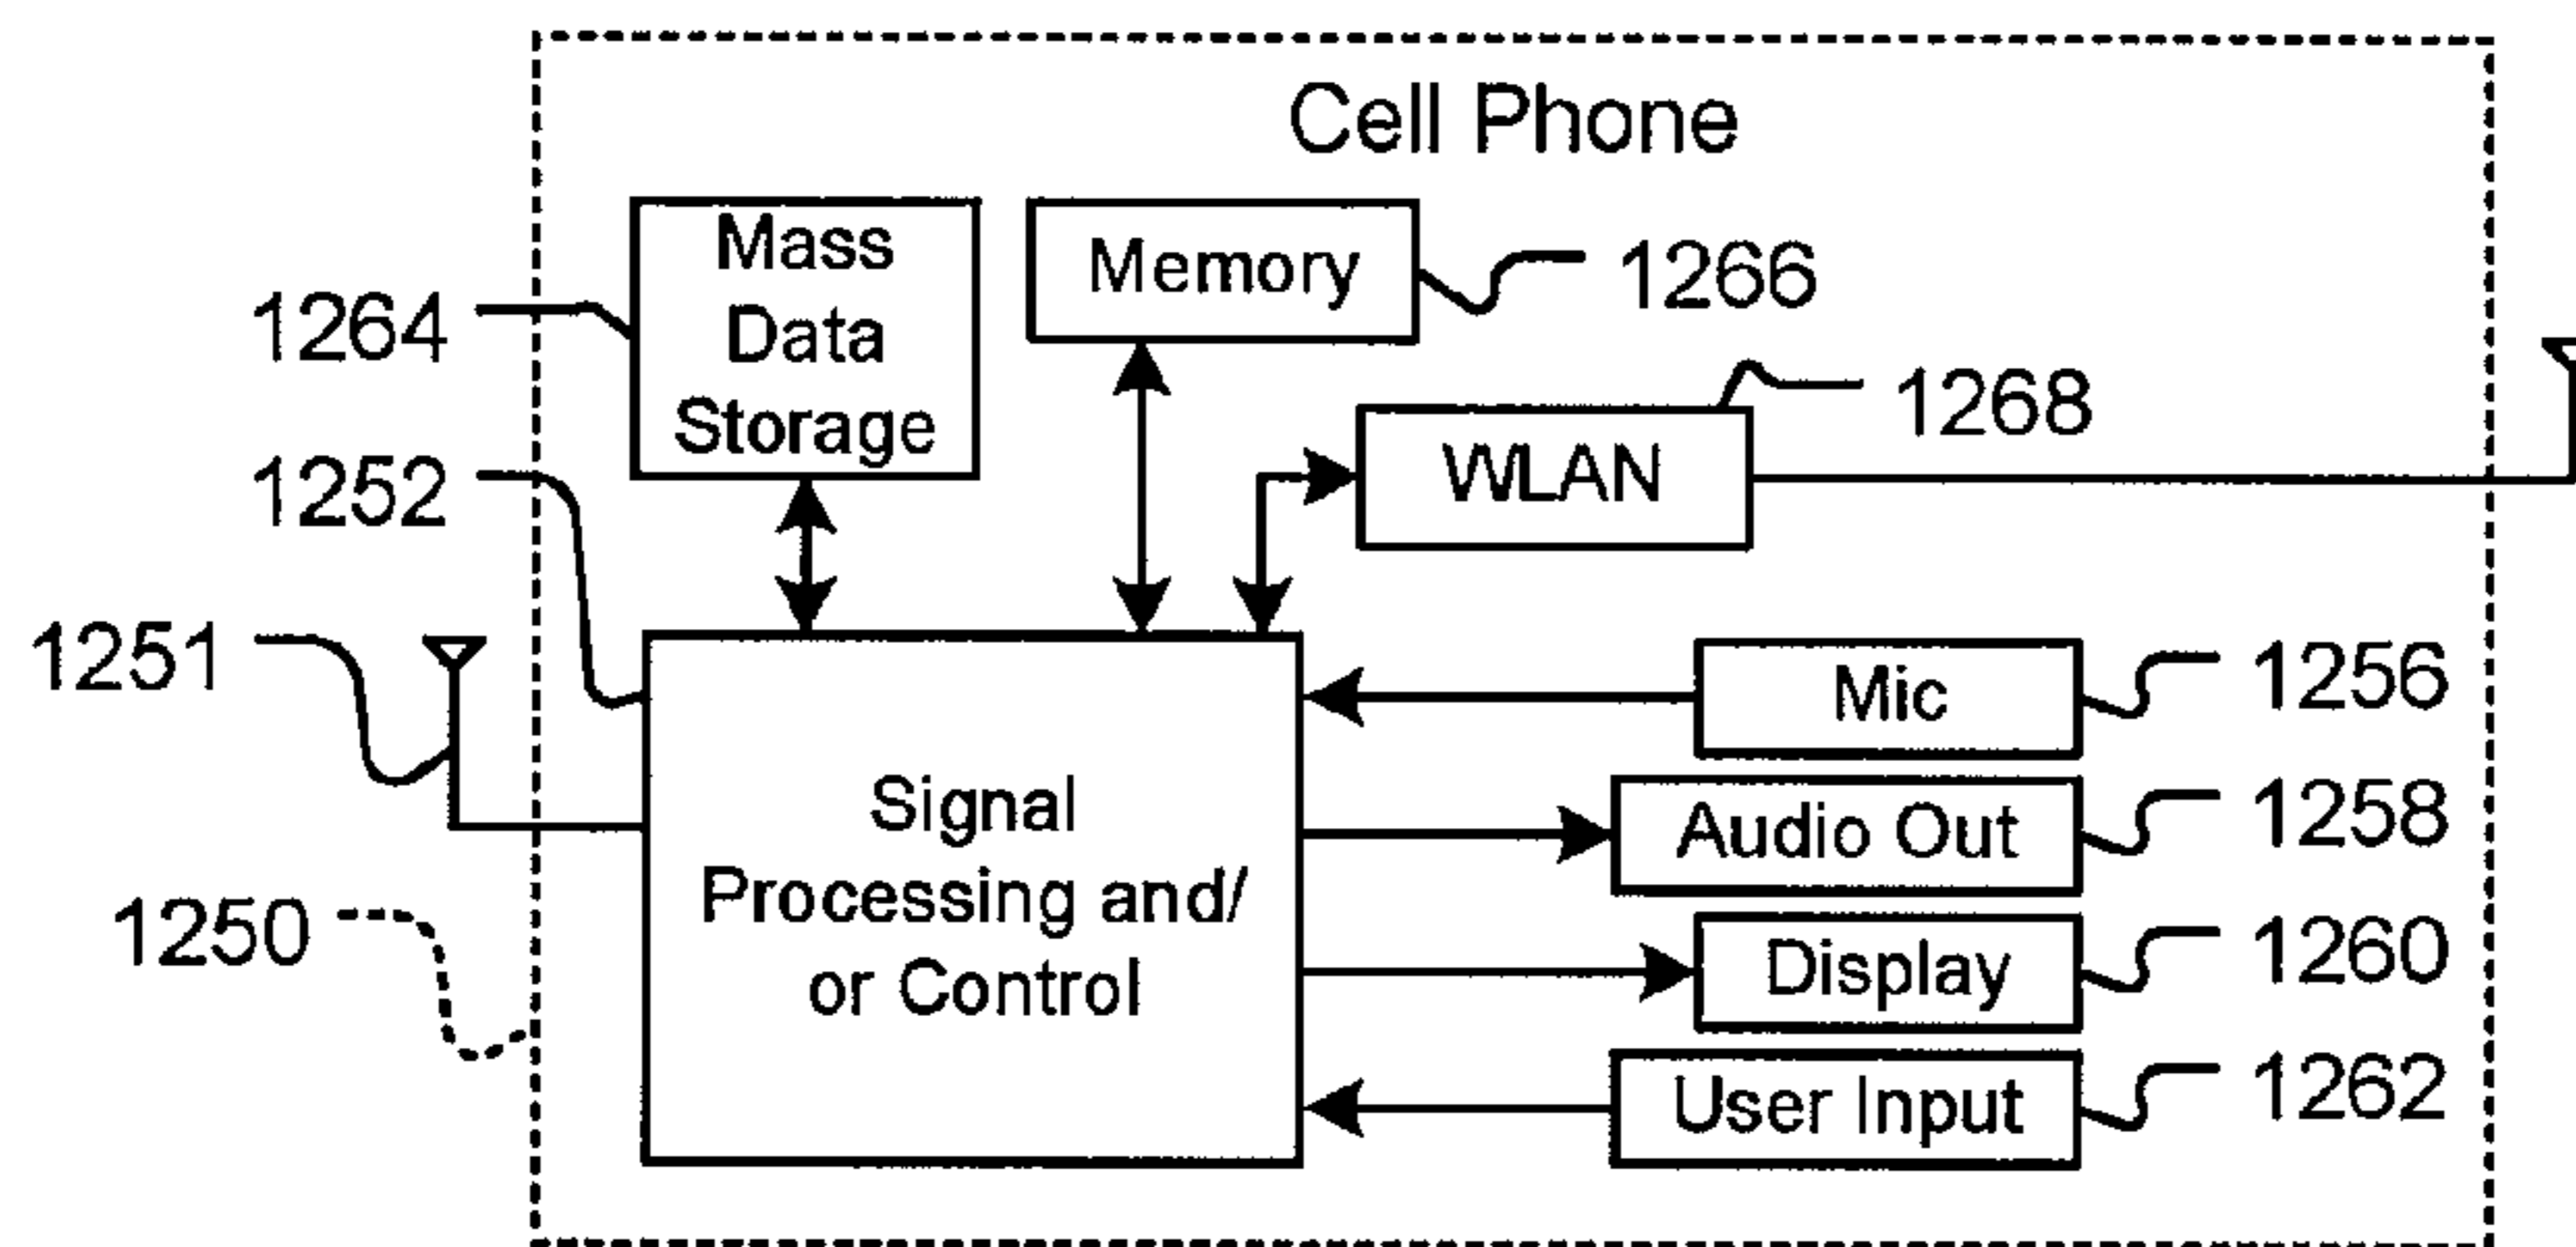 Cell Phone
Mass
Data
Storage
Memory
1266
1264
WLAN
1268
1252
1251
Mic
1256
Signal
Processing and/
or Control
Audio Out
1258
1250
Display
1260
User Input
1262